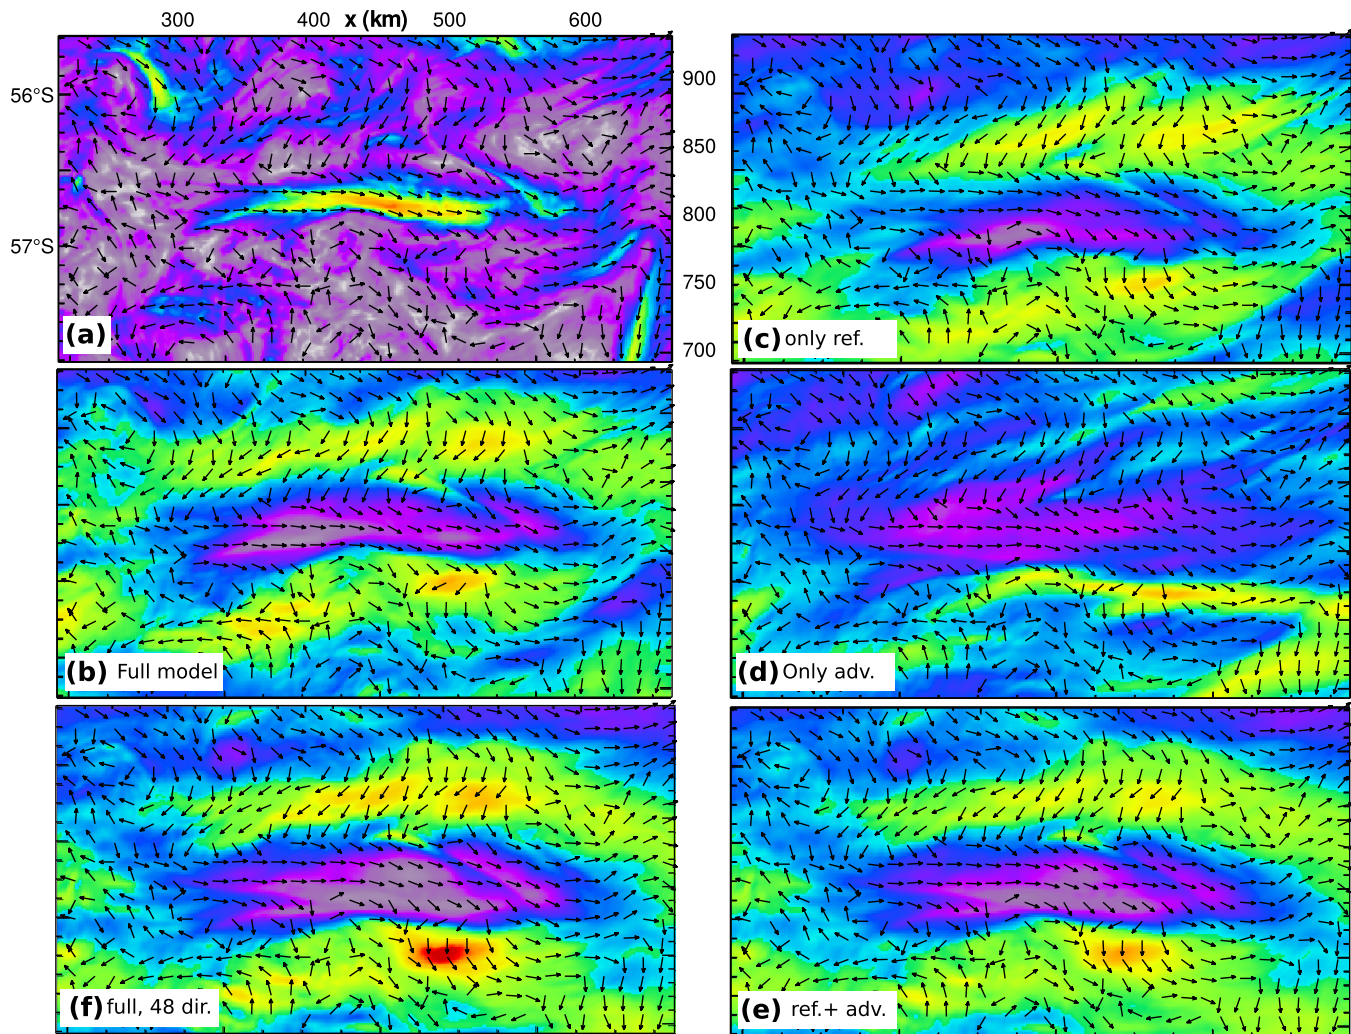 300 400 x (km) 500 600
56°S
57°S
900
850
800
750
700
(a)
(c) only ref.
(b) Full model
(d) Only adv.
(f) full, 48 dir.
(e) ref.+ adv.